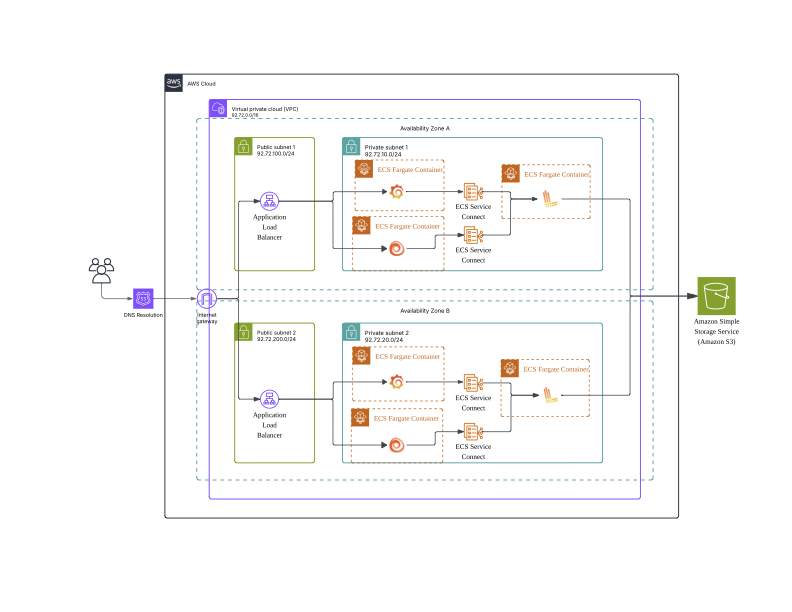 aws
AWS Cloud
Virtual private cloud (VPC)
92.72.0.0/16
Availability Zone A
Public subnet 1
92.72.100.0/24
Private subnet 1
92.72.10.0/24
ECS Fargate Container
ECS Fargate Container
ECS Service
Connect
Application
Load
Balancer
ECS Fargate Container
ECS Service
Connect
DNS Resolution
Internet
gateway
Amazon Simple
Storage Service
(Amazon S3)
Availability Zone B
Public subnet 2
92.72.200.0/24
Private subnet 2
92.72.20.0/24
ECS Fargate Container
ECS Fargate Container
ECS Service
Connect
Application
Load
Balancer
ECS Fargate Container
ECS Service
Connect